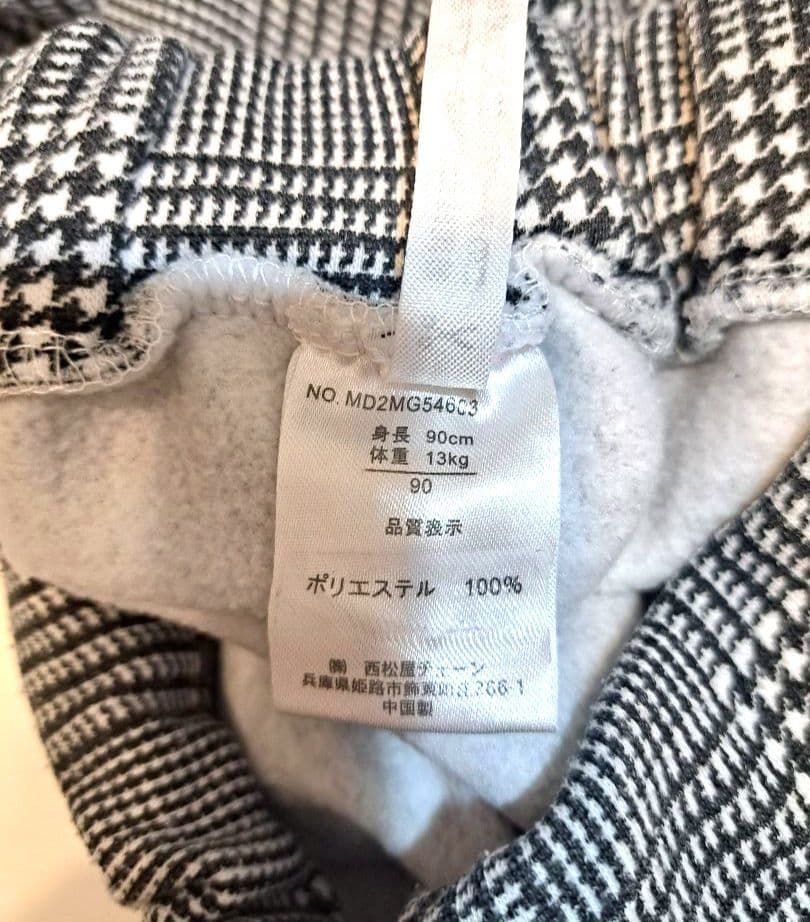 NO. MD2MG54603
身長 90cm
体重 13kg
90
品質表示
ポリエステル 100%
㈱ 西松屋チェーン
兵庫県姫路市飾東町庄266-1
中国製